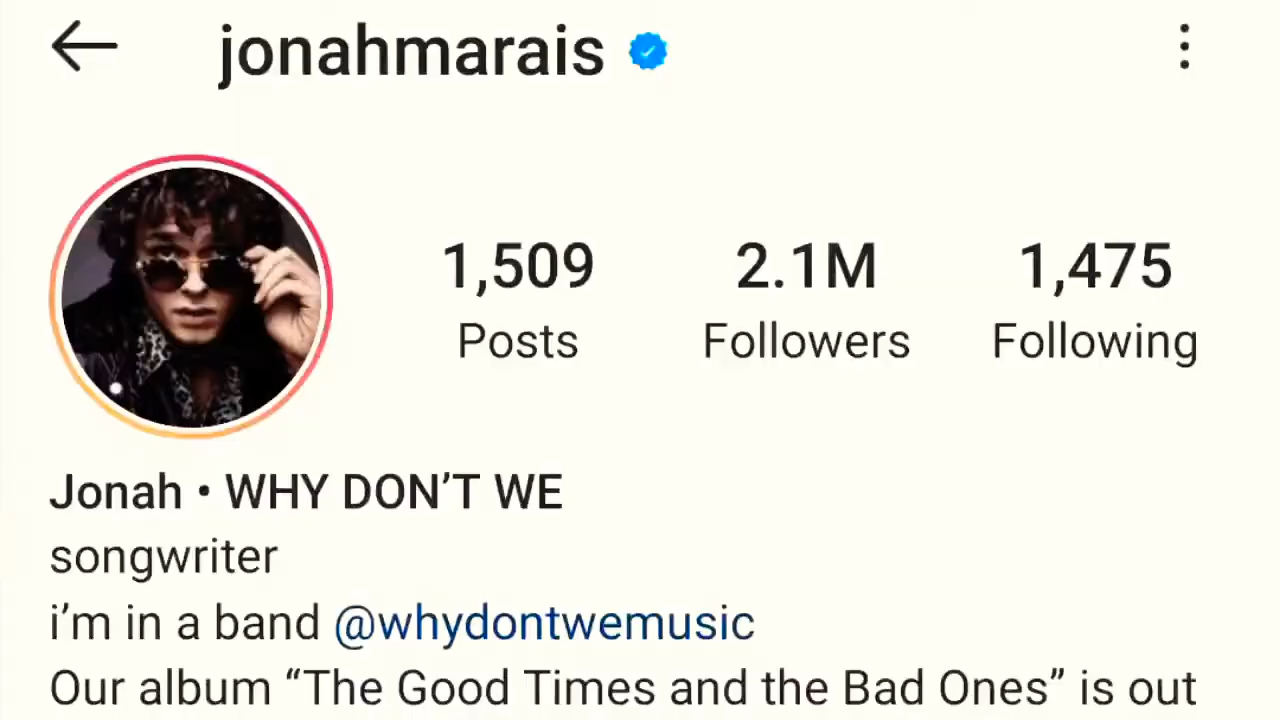 jonahmarais
1,509 2.1M 1,475
Posts Followers Following
Jonah • WHY DON’T WE
songwriter
i’m in a band @whydontwemusic
Our album “The Good Times and the Bad Ones” is out